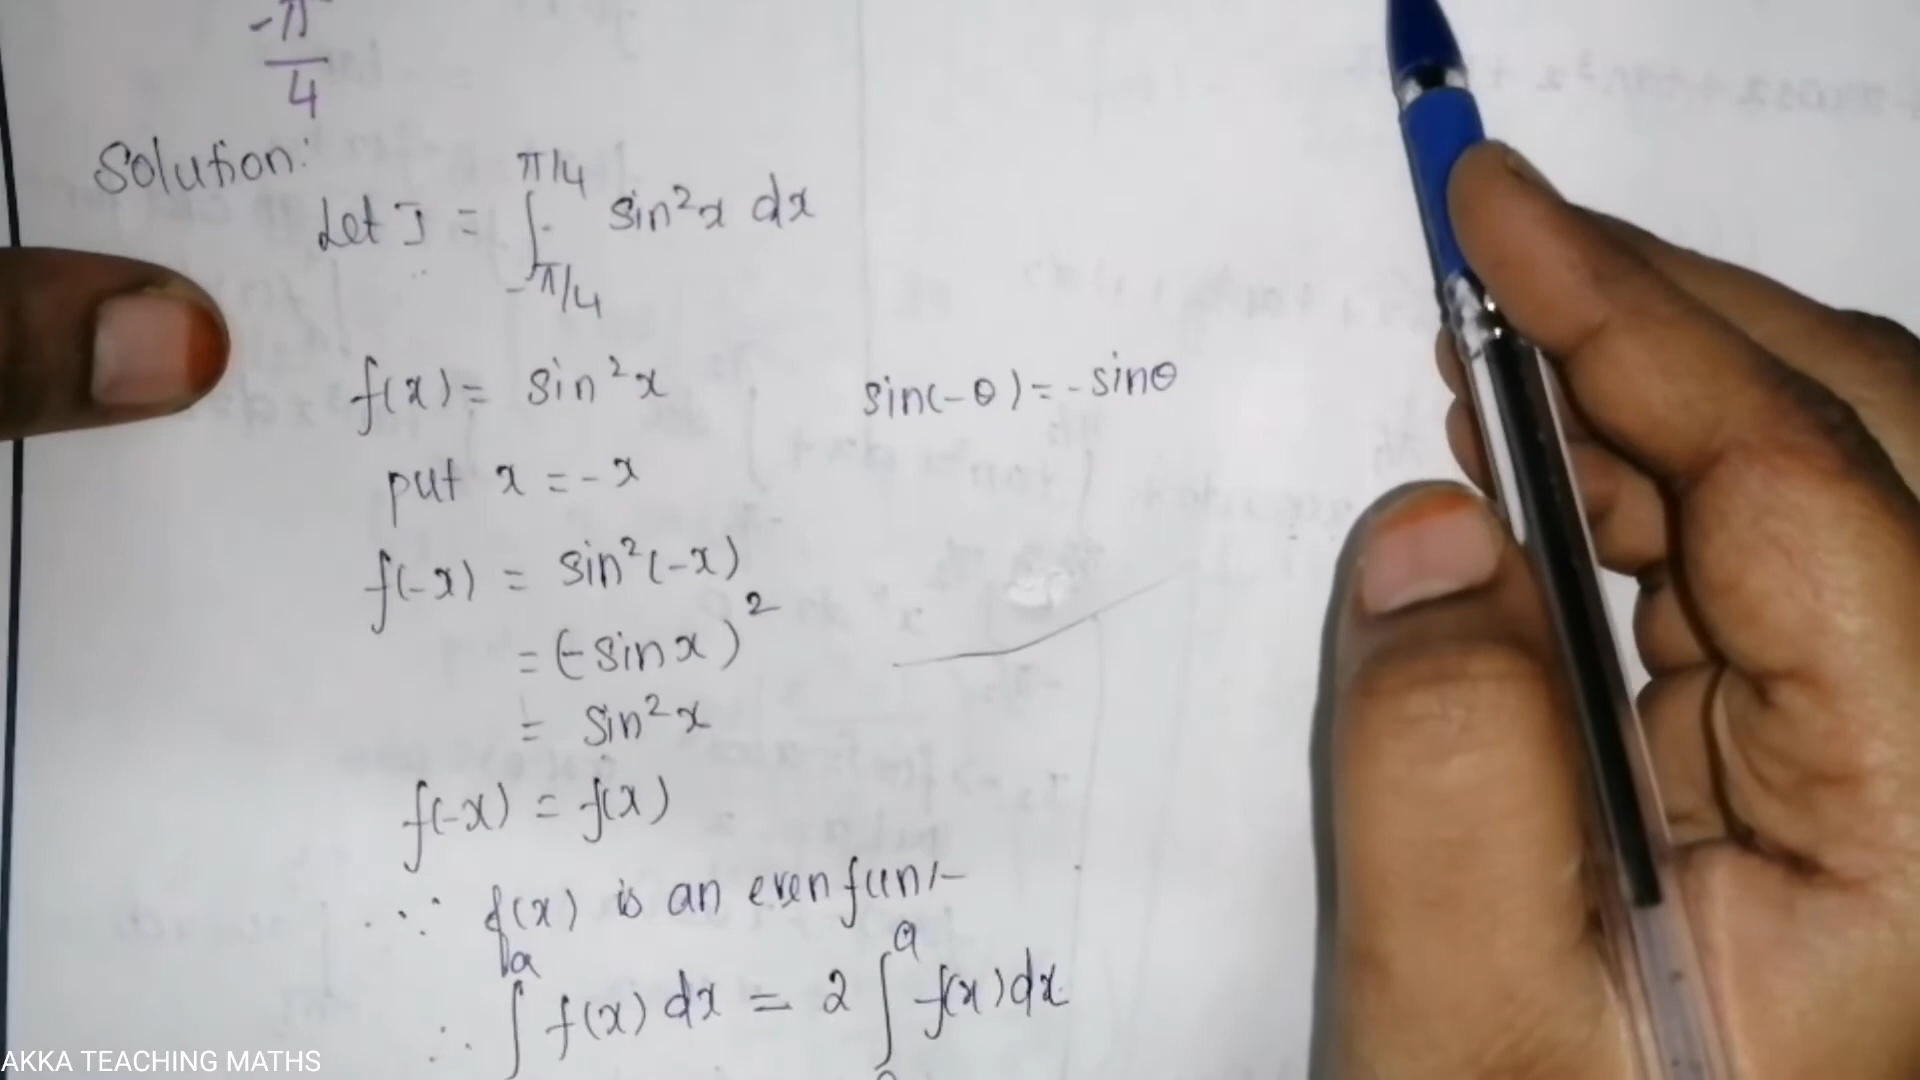 -π
4
Solution:
Let I = ∫ sin²x dx
π/4
-π/4
f(x) = sin²x
sin(-θ) = -sinθ
put x = -x
f(-x) = sin²(-x)
= (-sinx)²
= sin²x
f(-x) = f(x)
∵ f(x) is an even fun/-
a
a
∴ ∫ f(x) dx = 2 ∫ f(x) dx
AKKA TEACHING MATHS